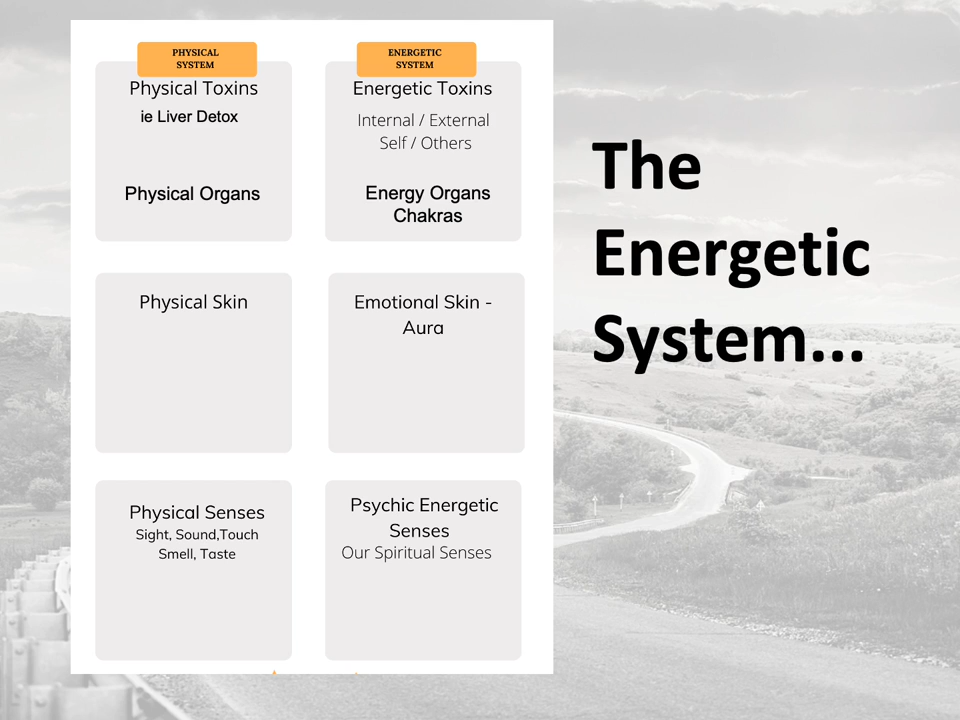 PHYSICAL
SYSTEM
Physical Toxins
ie Liver Detox
Physical Organs
ENERGETIC
SYSTEM
Energetic Toxins
Internal / External
Self / Others
Energy Organs
Chakras
Physical Skin
Emotional Skin -
Aura
Physical Senses
Sight, Sound,Touch
Smell, Taste
Psychic Energetic
Senses
Our Spiritual Senses
The
Energetic
System...